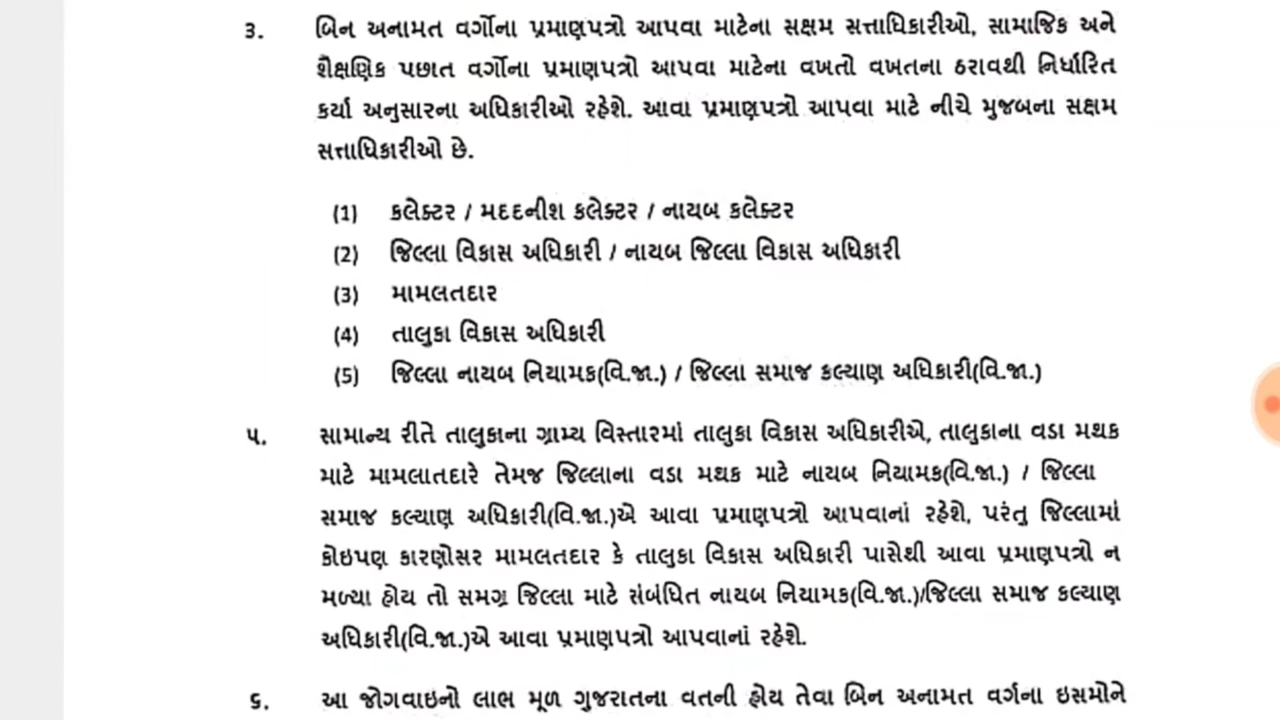 ૩. બિન અનામત વર્ગોના પ્રમાણપત્રો આપવા માટેના સક્ષમ સત્તાધિકારીઓ, સામાજિક અને
શૈક્ષણિક પછાત વર્ગોના પ્રમાણપત્રો આપવા માટેના વખતો વખતના ઠરાવથી નિર્ધારિત
કર્યા અનુસારના અધિકારીઓ રહેશે. આવા પ્રમાણપત્રો આપવા માટે નીચે મુજબના સક્ષમ
સત્તાધિકારીઓ છે.
(1) કલેક્ટર / મદદનીશ કલેક્ટર / નાયબ કલેક્ટર
(2) જિલ્લા વિકાસ અધિકારી / નાયબ જિલ્લા વિકાસ અધિકારી
(3) મામલતદાર
(4) તાલુકા વિકાસ અધિકારી
(5) જિલ્લા નાયબ નિયામક(વિ.જા.) / જિલ્લા સમાજ કલ્યાણ અધિકારી(વિ.જા.)
૫. સામાન્ય રીતે તાલુકાના ગ્રામ્ય વિસ્તારમાં તાલુકા વિકાસ અધિકારીએ, તાલુકાના વડા મથક
માટે મામલાતદારે તેમજ જિલ્લાના વડા મથક માટે નાયબ નિયામક(વિ.જા.) / જિલ્લા
સમાજ કલ્યાણ અધિકારી(વિ.જા.)એ આવા પ્રમાણપત્રો આપવાનાં રહેશે, પરંતુ જિલ્લામાં
કોઇપણ કારણોસર મામલતદાર કે તાલુકા વિકાસ અધિકારી પાસેથી આવા પ્રમાણપત્રો ન
મળ્યા હોય તો સમગ્ર જિલ્લા માટે સંબંધિત નાયબ નિયામક(વિ.જા.)/જિલ્લા સમાજ કલ્યાણ
અધિકારી(વિ.જા.)એ આવા પ્રમાણપત્રો આપવાનાં રહેશે.
૬. આ જોગવાઇનો લાભ મૂળ ગુજરાતના વતની હોય તેવા બિન અનામત વર્ગના ઇસમોને